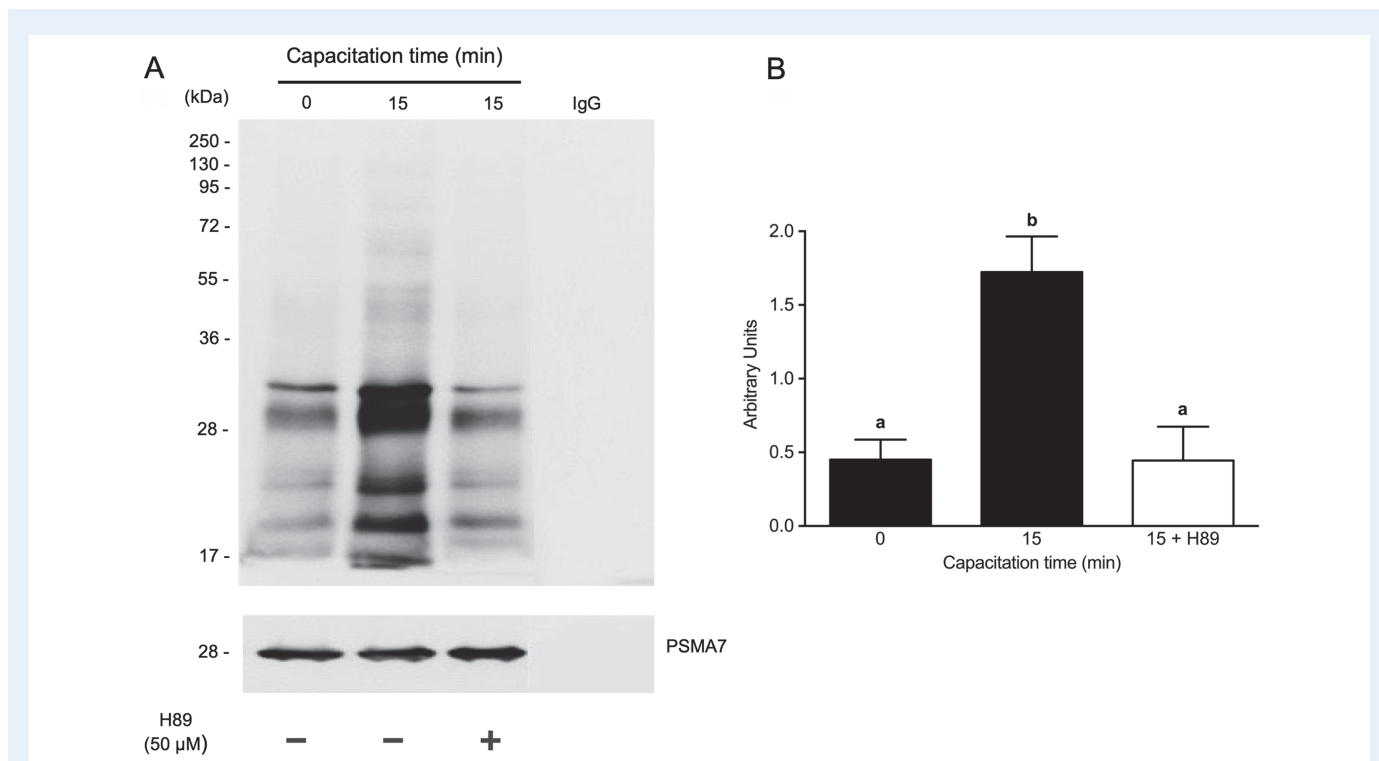 A
Capacitation time (min)
(kDa)
0 15 15 IgG
250 -
130 -
95 -
72 -
55 -
36 -
28 -
17 -
28 -
PSMA7
H89
(50 µM)
− − +
B
2.0
1.5
1.0
0.5
0.0
Arbitrary Units
a
b
a
0 15 15 + H89
Capacitation time (min)